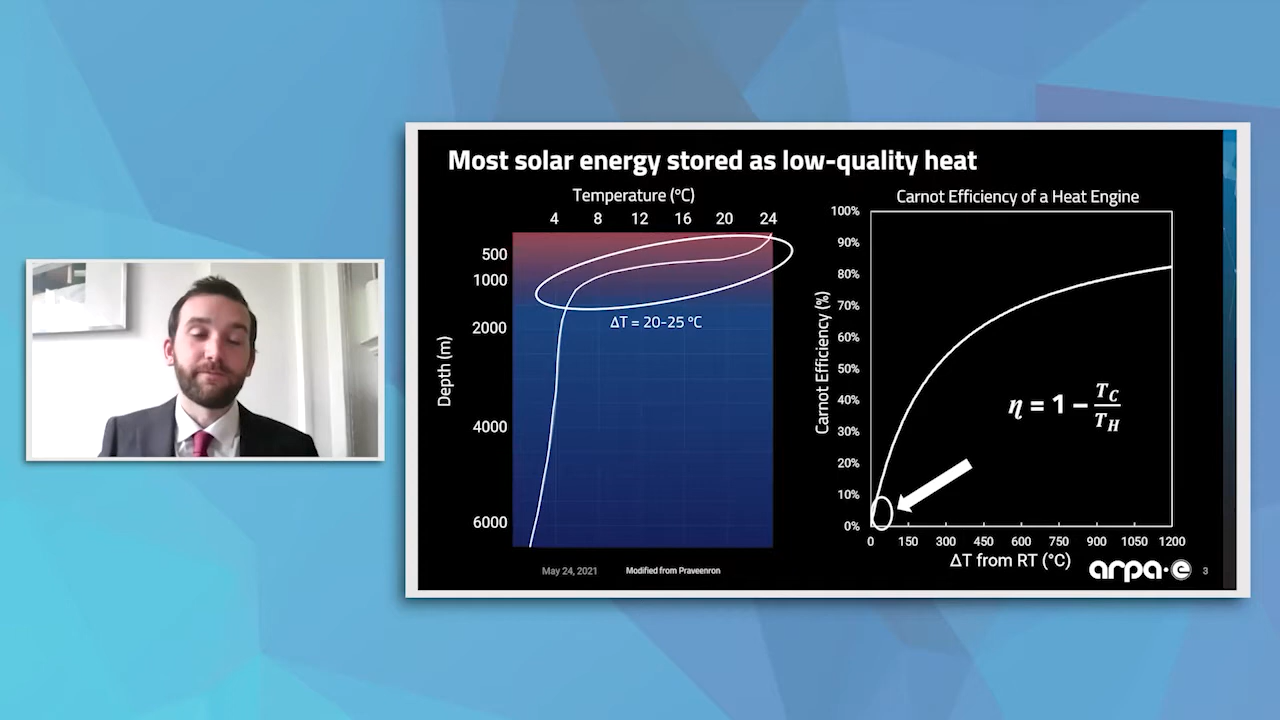 Most solar energy stored as low-quality heat
Temperature (°C)
4 8 12 16 20 24
500
1000
2000
4000
6000
Depth (m)
ΔT = 20-25 °C
May 24, 2021
Modified from Praveenron
Carnot Efficiency of a Heat Engine
100%
90%
80%
70%
60%
50%
40%
30%
20%
10%
0%
Carnot Efficiency (%)
η = 1 − T_C / T_H
0 150 300 450 600 750 900 1050 1200
ΔT from RT (°C)
arpa·e
3